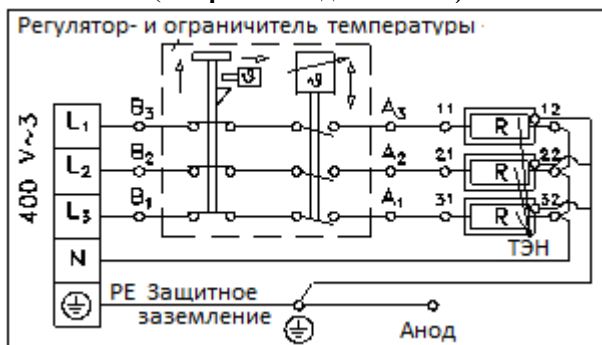 Регулятор- и ограничитель температуры
400 V~3
L1 B3 ϑ ϑ A3 11 R 12
L2 B2 A2 21 R 22
L3 B1 A1 31 R 32
N ТЭН
PE Защитное
заземление Анод